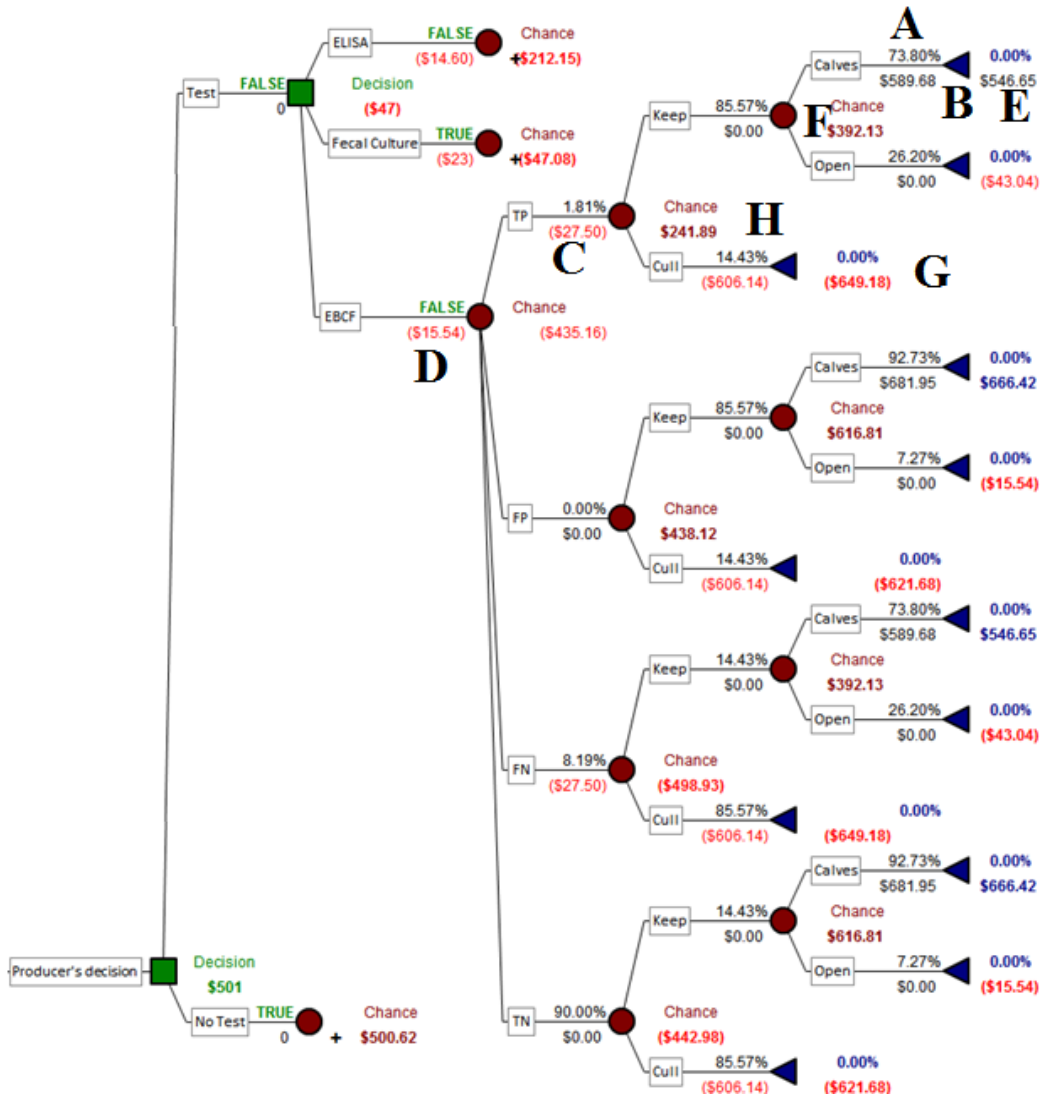 A
ELISA FALSE Chance Calves 73.80% 0.00%
($14.60) +($212.15) $589.68 $546.65
Test FALSE Decision Keep 85.57% F Chance B E
0 ($47) $0.00 $392.13
Fecal Culture TRUE Chance Open 26.20% 0.00%
($23) +($47.08) $0.00 ($43.04)
TP 1.81% Chance H
($27.50) $241.89
C Cull 14.43% 0.00% G
($606.14) ($649.18)
EBCF FALSE Chance
($15.54) ($435.16)
D
Calves 92.73% 0.00%
$681.95 $666.42
Keep 85.57% Chance
$0.00 $616.81
Open 7.27% 0.00%
$0.00 ($15.54)
FP 0.00% Chance
$0.00 $438.12
Cull 14.43% 0.00%
($606.14) ($621.68)
Calves 73.80% 0.00%
$589.68 $546.65
Keep 14.43% Chance
$0.00 $392.13
Open 26.20% 0.00%
$0.00 ($43.04)
FN 8.19% Chance
($27.50) ($498.93)
Cull 85.57% 0.00%
($606.14) ($649.18)
Calves 92.73% 0.00%
$681.95 $666.42
Keep 14.43% Chance
$0.00 $616.81
Producer's decision Decision Open 7.27% 0.00%
$501 $0.00 ($15.54)
No Test TRUE Chance TN 90.00% Chance
0 + $500.62 $0.00 ($442.98)
Cull 85.57% 0.00%
($606.14) ($621.68)